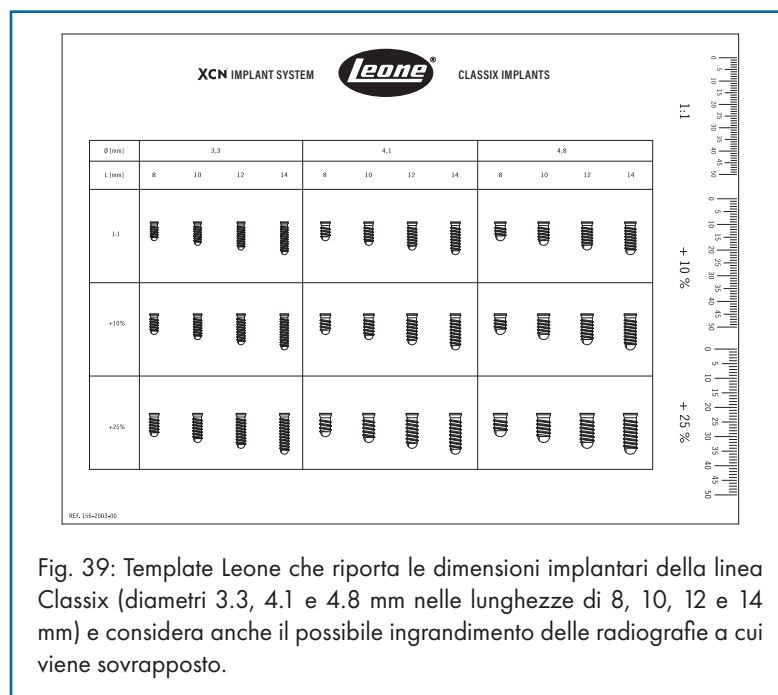 XCN® IMPLANT SYSTEM Leone® CLASSIX IMPLANTS
Ø [mm] 3,3 4,1 4,8
L [mm] 8 10 12 14 8 10 12 14 8 10 12 14
1:1
+10%
+25%
REF. 156-2003-00
1:1
0 5 10 15 20 25 30 35 40 45 50
+ 10 %
0 5 10 15 20 25 30 35 40 45 50
+ 25 %
0 5 10 15 20 25 30 35 40 45 50
Fig. 39: Template Leone che riporta le dimensioni implantari della linea
Classix (diametri 3.3, 4.1 e 4.8 mm nelle lunghezze di 8, 10, 12 e 14
mm) e considera anche il possibile ingrandimento delle radiografie a cui
viene sovrapposto.